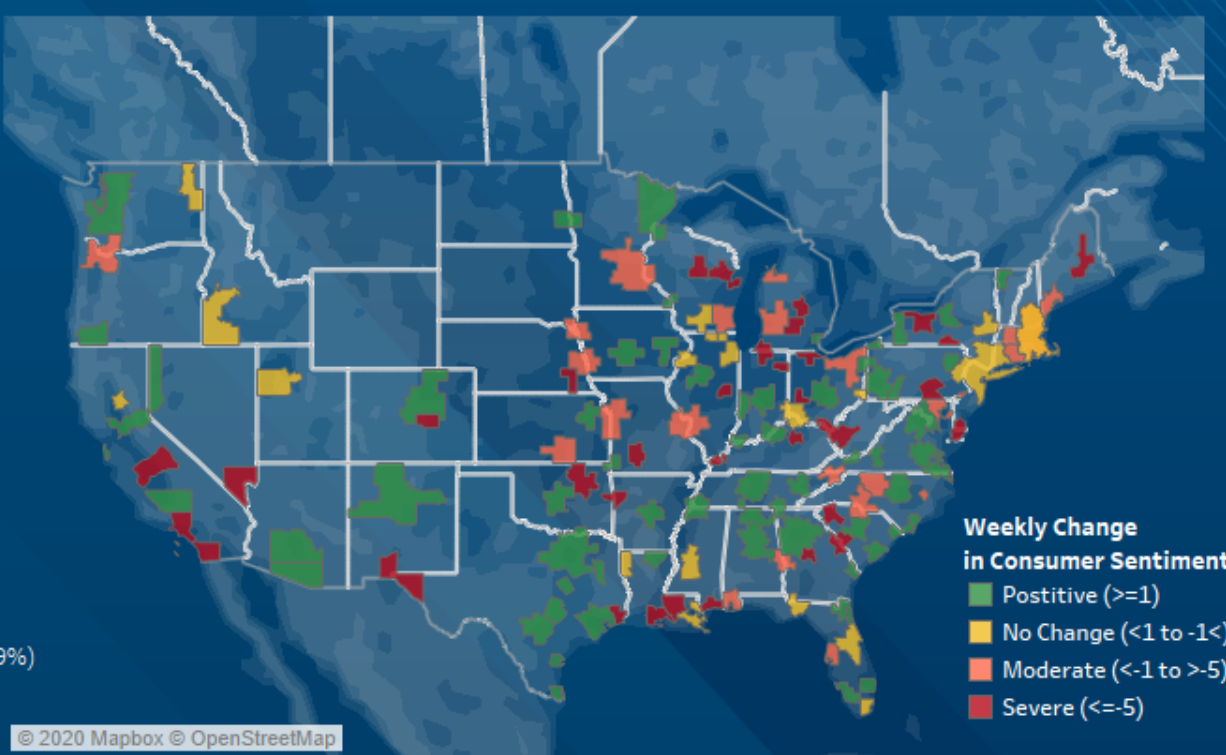 Weekly Change
in Consumer Sentiment
Postitive (>=1)
No Change (<1 to -1<)
Moderate (<-1 to >-5)
Severe (<=-5)
9%)
© 2020 Mapbox © OpenStreetMap